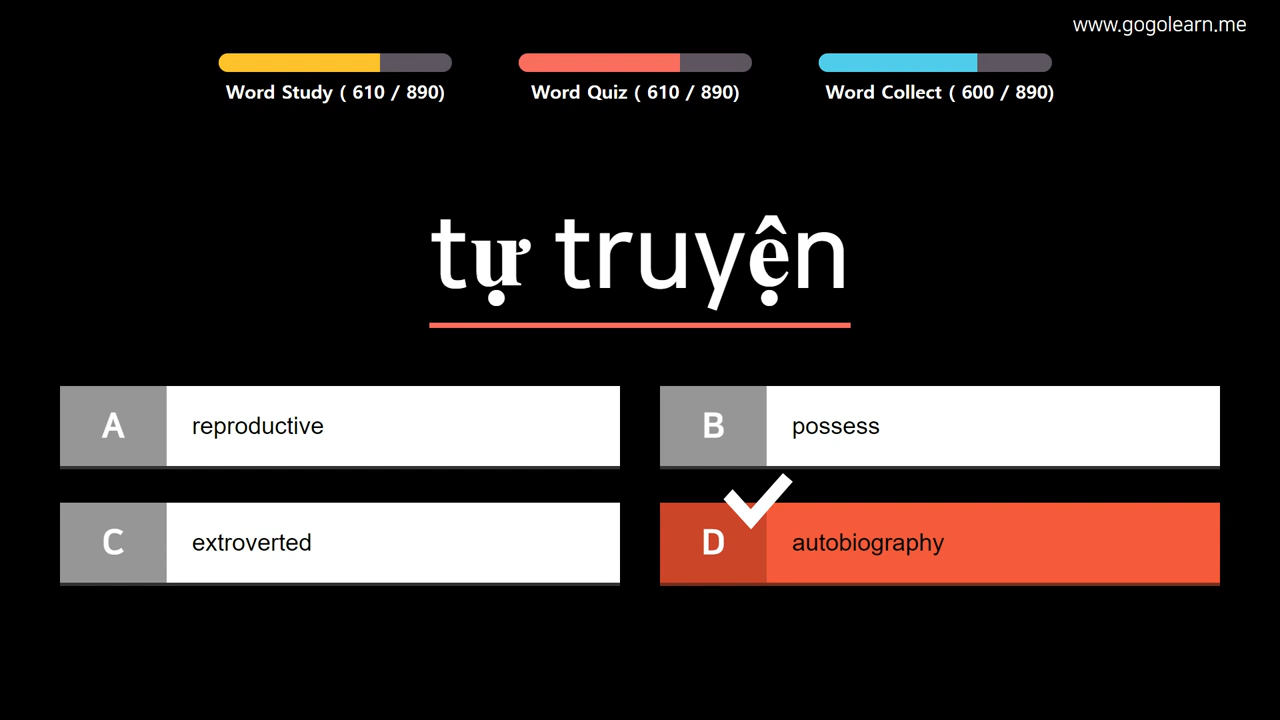 www.gogolearn.me
Word Study ( 610 / 890)
Word Quiz ( 610 / 890)
Word Collect ( 600 / 890)
tự truyện
A reproductive
B possess
C extroverted
D autobiography